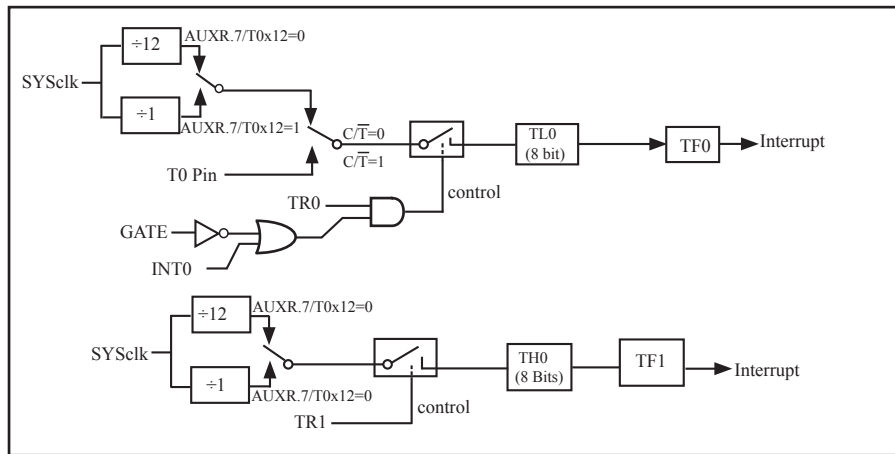 ÷12
AUXR.7/T0x12=0
SYSclk
÷1
AUXR.7/T0x12=1
C/T̅=0
C/T̅=1
T0 Pin
TL0
(8 bit)
TF0
Interrupt
control
TR0
GATE
INT0
÷12
AUXR.7/T0x12=0
SYSclk
÷1
AUXR.7/T0x12=0
TH0
(8 Bits)
TF1
Interrupt
control
TR1